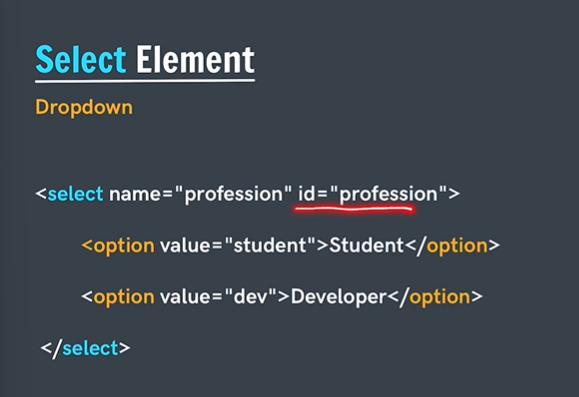 Select Element
Dropdown
<select name="profession" id="profession">
<option value="student">Student</option>
<option value="dev">Developer</option>
</select>